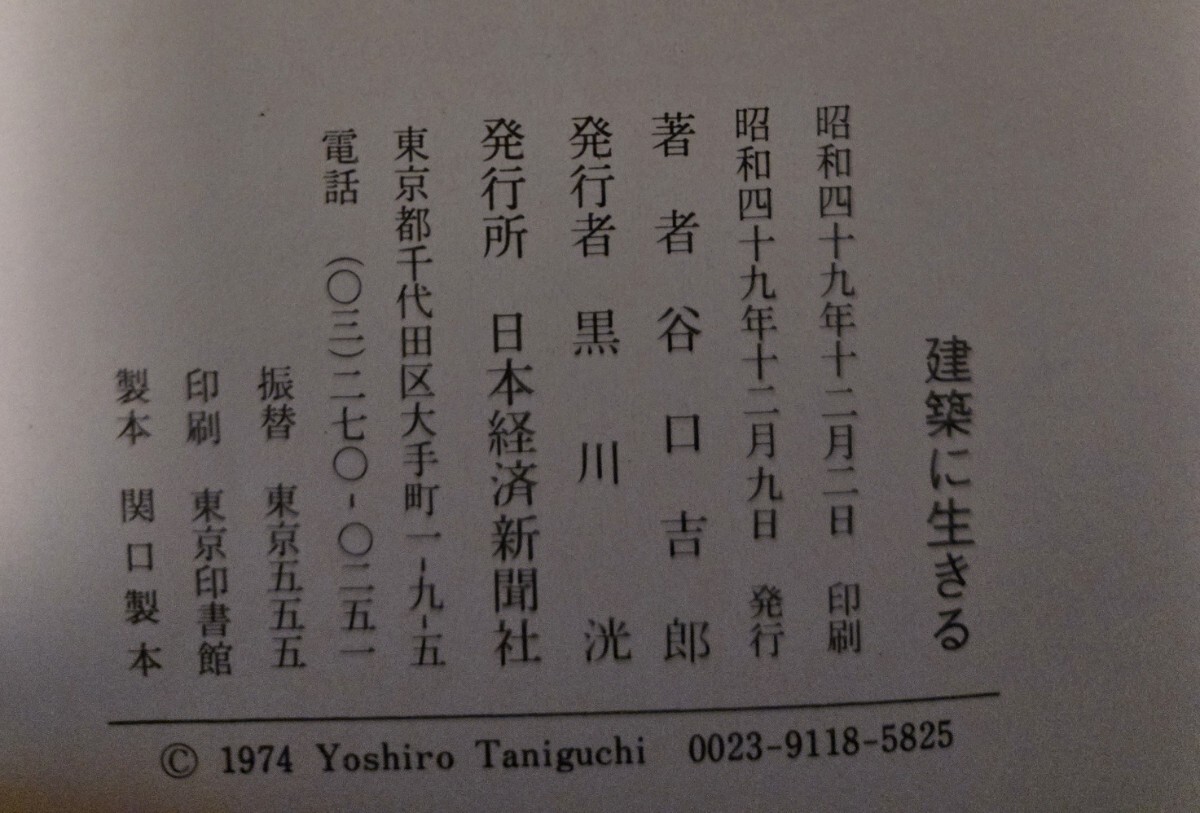 建築に生きる
昭和四十九年十二月二日 印刷
昭和四十九年十二月九日 発行
著者 谷口吉郎
発行者 黒川洸
発行所 日本経済新聞社
東京都千代田区大手町一-九-五
電話 (〇三)二七〇-〇二五一
振替 東京五五五
印刷 東京印書館
製本 関口製本
© 1974 Yoshiro Taniguchi 0023-9118-5825